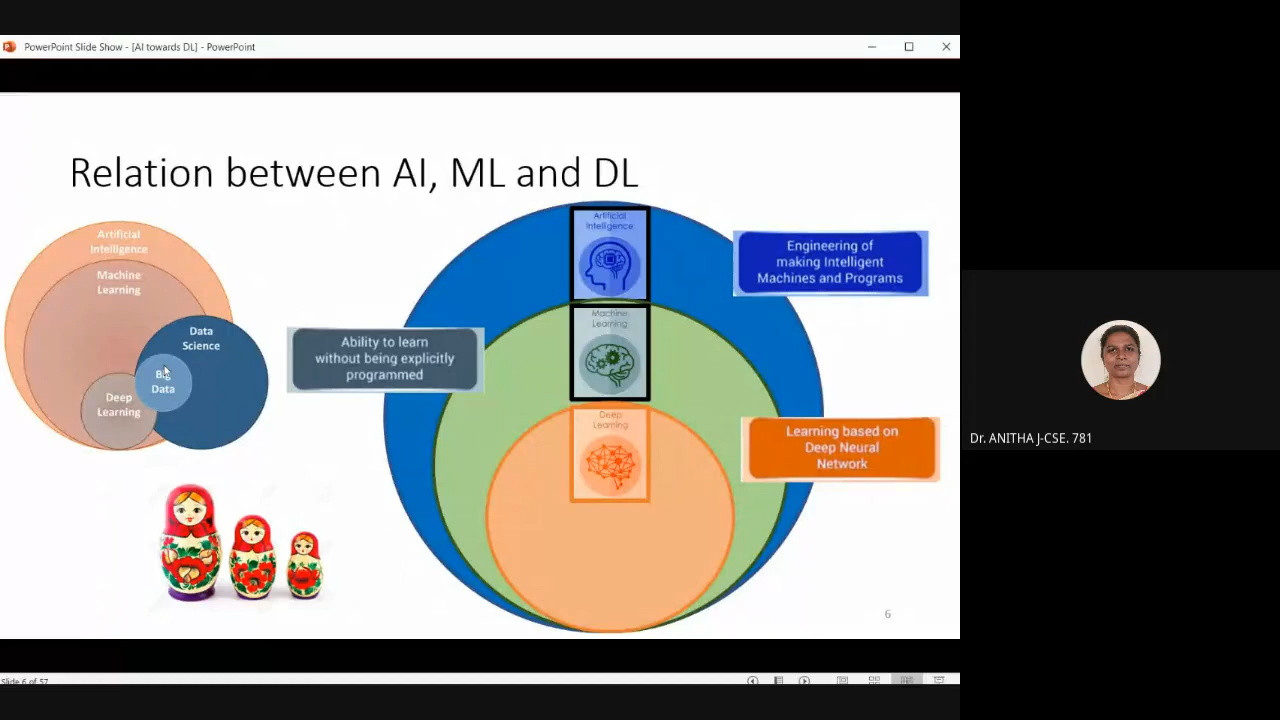 PowerPoint Slide Show - [AI towards DL] - PowerPoint
Relation between AI, ML and DL
Artificial
Intelligence
Machine
Learning
Data
Science
Big
Data
Deep
Learning
Ability to learn
without being explicitly
programmed
Artificial
Intelligence
Machine
Learning
Deep
Learning
Engineering of
making Intelligent
Machines and Programs
Learning based on
Deep Neural
Network
6
Slide 6 of 57
Dr. ANITHA J-CSE. 781